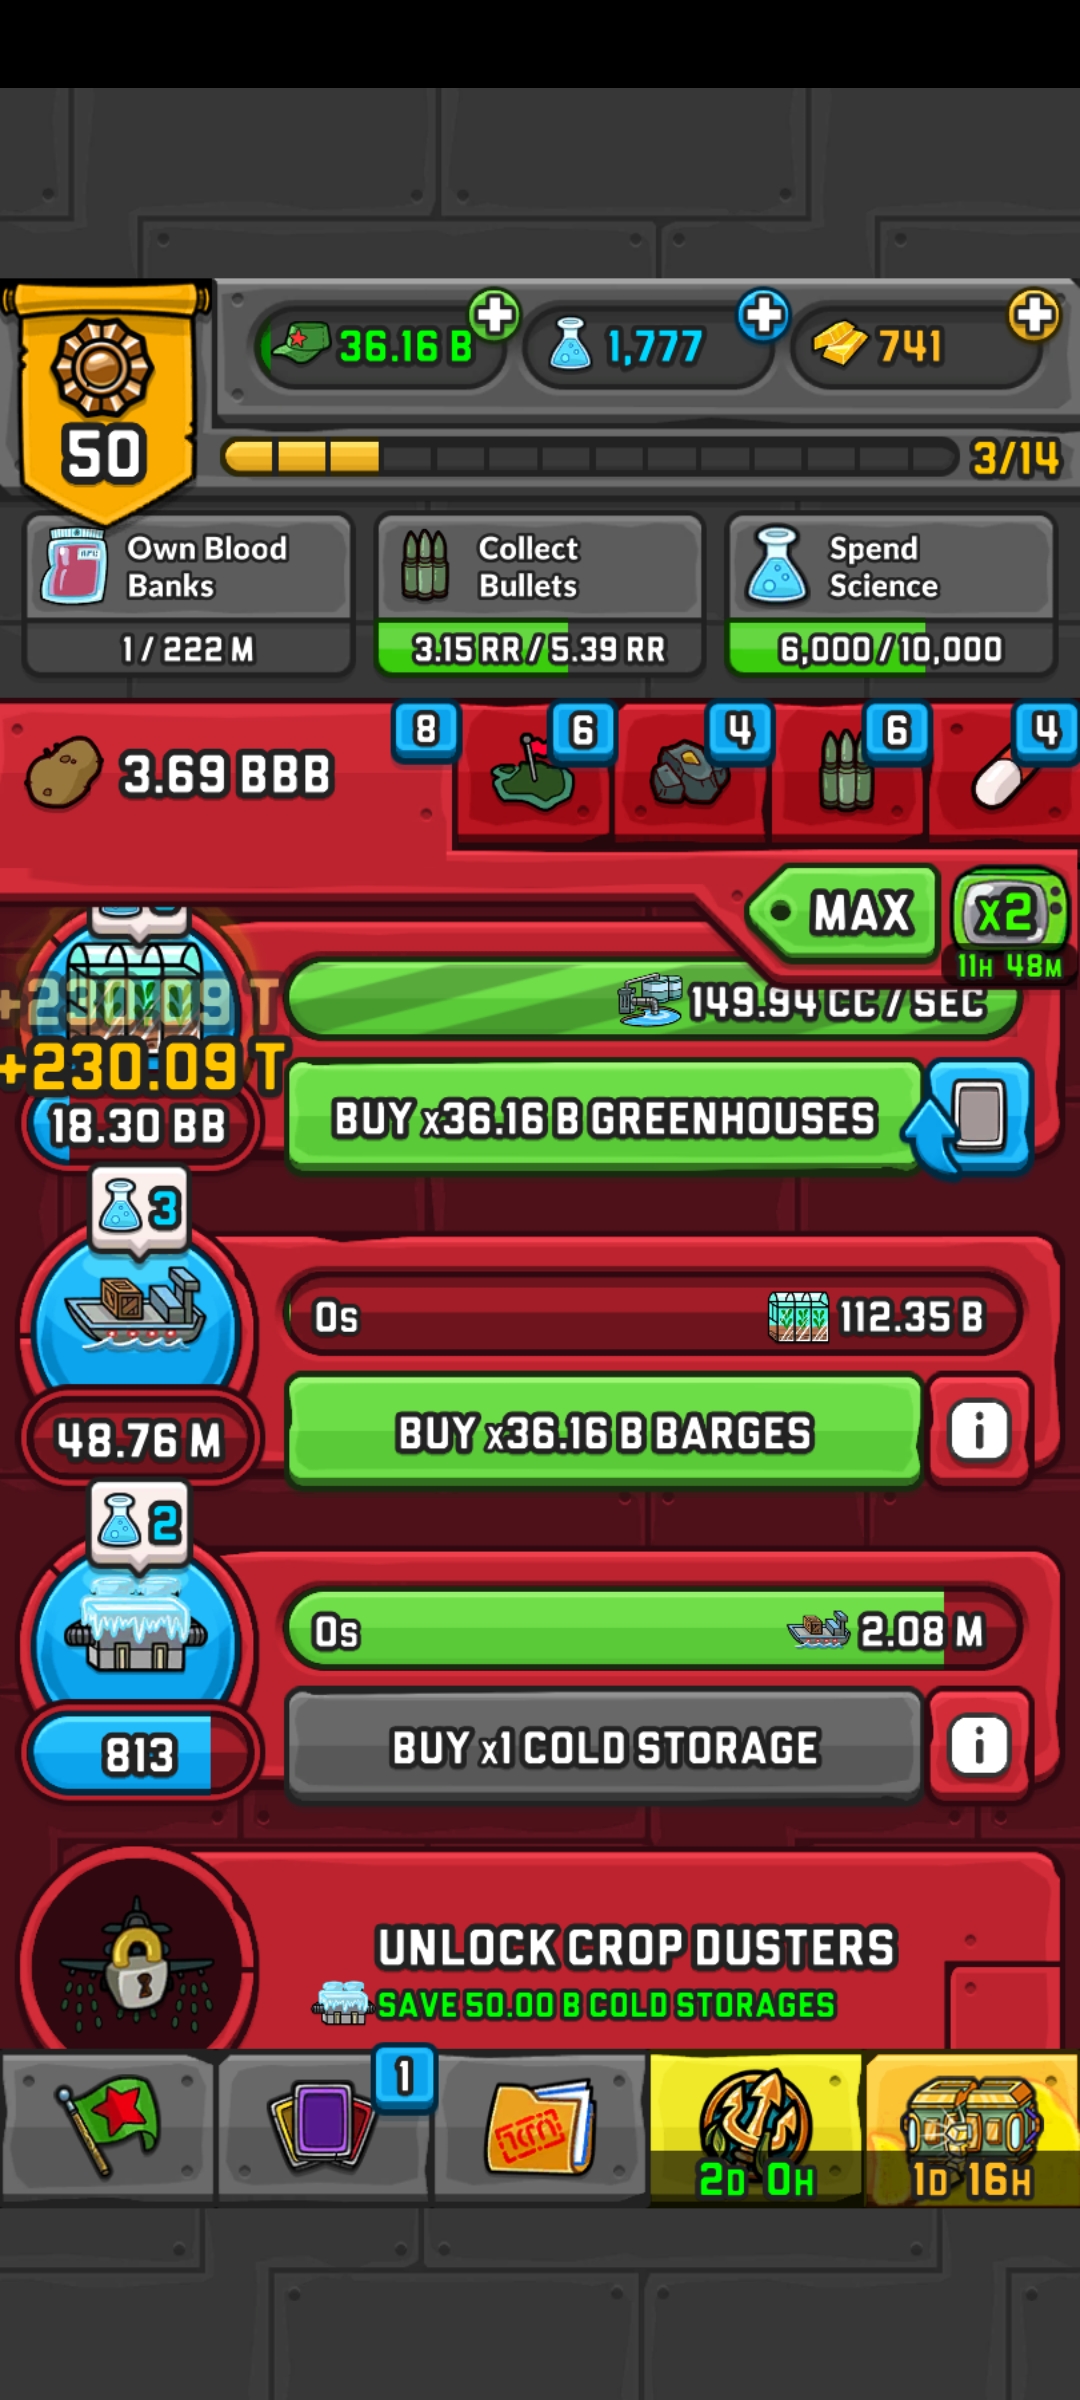 36.16 B
1,777
741
50
3/14
Own Blood
Banks
1 / 222 M
Collect
Bullets
3.15 RR / 5.39 RR
Spend
Science
6,000 / 10,000
3.69 BBB
8
6
4
6
4
MAX
x2
11H 48M
+230.09 T
149.94 CC / SEC
+230.09 T
18.30 BB
BUY x36.16 B GREENHOUSES
3
0s
112.35 B
48.76 M
BUY x36.16 B BARGES
i
2
0s
2.08 M
813
BUY x1 COLD STORAGE
i
UNLOCK CROP DUSTERS
SAVE 50.00 B COLD STORAGES
1
2D 0H
1D 16H